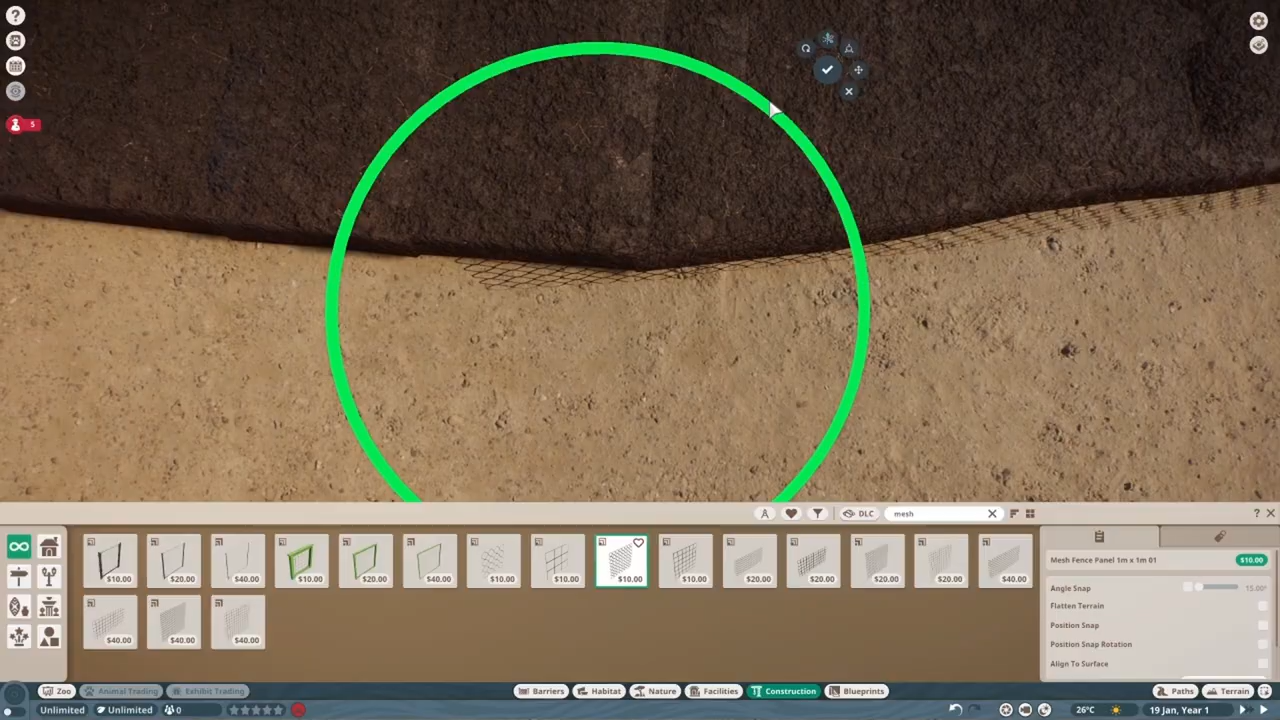 ?
5
DLC
mesh
?
$10.00
$20.00
$40.00
$10.00
$20.00
$40.00
$10.00
$10.00
$10.00
$10.00
$20.00
$20.00
$20.00
$20.00
$40.00
$40.00
$40.00
$40.00
Mesh Fence Panel 1m x 1m 01
$10.00
Angle Snap
15.00°
Flatten Terrain
Position Snap
Position Snap Rotation
Align To Surface
Zoo
Animal Trading
Exhibit Trading
Barriers
Habitat
Nature
Facilities
Construction
Blueprints
Paths
Terrain
Unlimited
Unlimited
0
26°C
19 Jan, Year 1